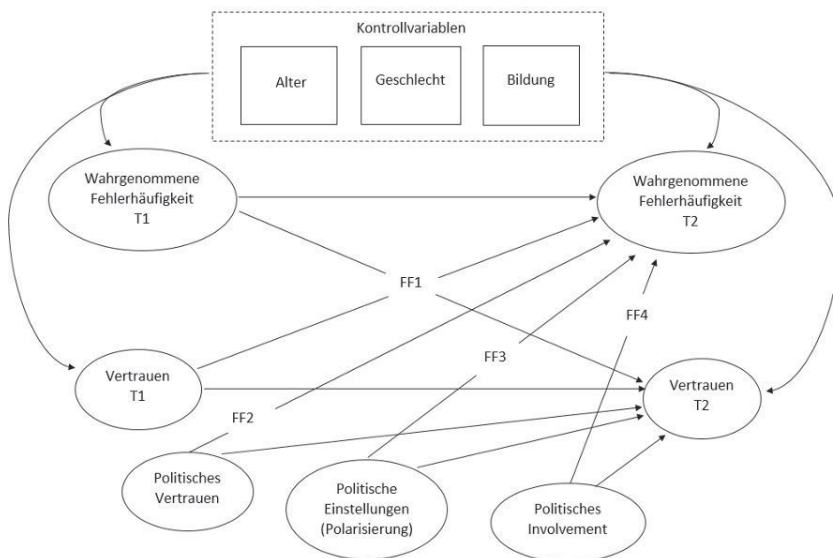 Kontrollvariablen
Alter
Geschlecht
Bildung
Wahrgenommene
Fehlerhäufigkeit
T1
Wahrgenommene
Fehlerhäufigkeit
T2
FF1
FF4
FF3
Vertrauen
T1
Vertrauen
T2
FF2
Politisches
Vertrauen
Politische
Einstellungen
(Polarisierung)
Politisches
Involvement